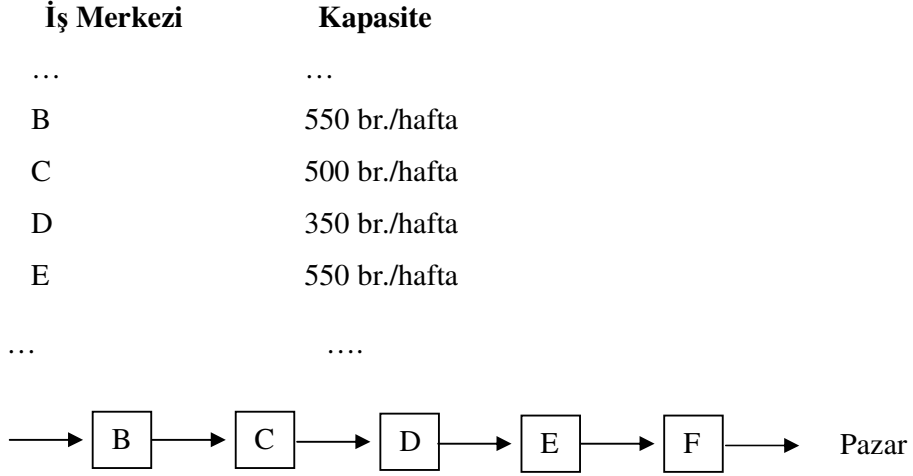 İş Merkezi Kapasite
… …
B 550 br./hafta
C 500 br./hafta
D 350 br./hafta
E 550 br./hafta
… ….
B C D E F Pazar